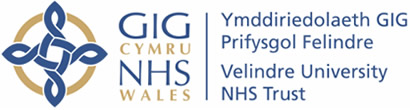 GIG
CYMRU
NHS
WALES
Ymddiriedolaeth GIG
Prifysgol Felindre
Velindre University
NHS Trust